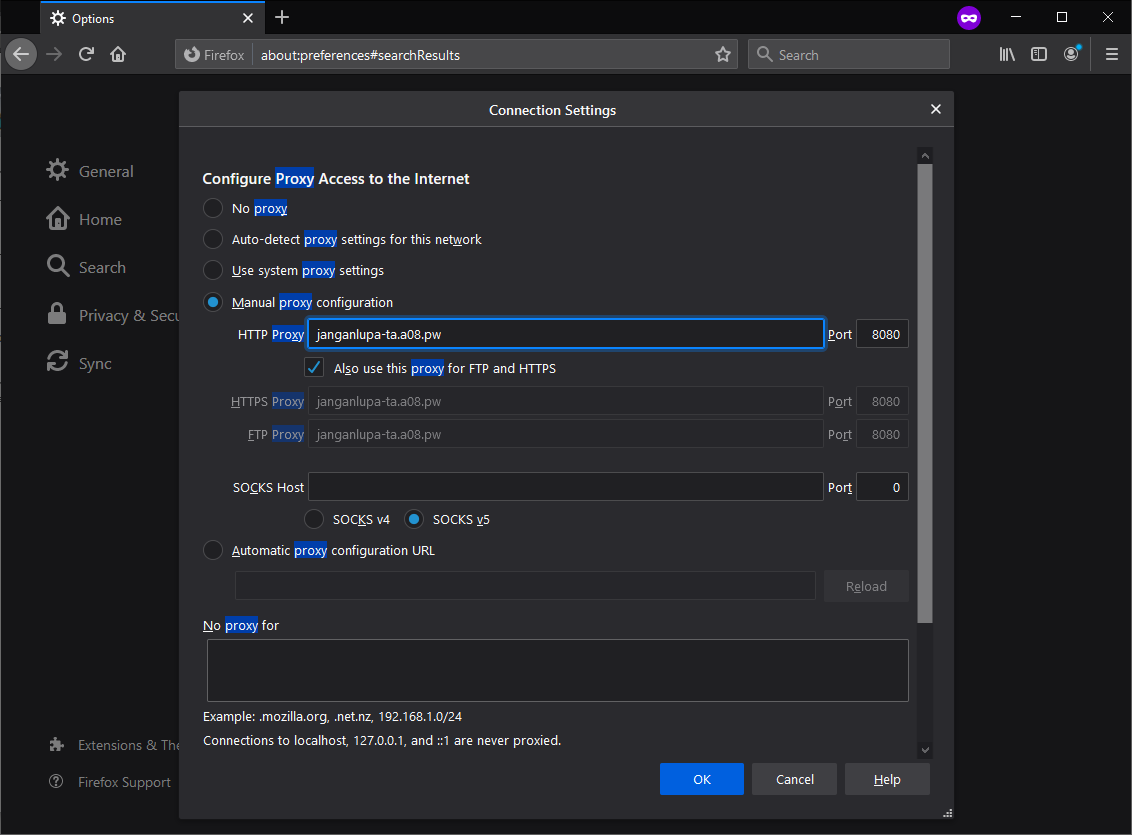 Options
Firefox about:preferences#searchResults Search
Connection Settings
General
Home
Search
Privacy & Secu
Sync
Extensions & The
Firefox Support
Configure Proxy Access to the Internet
No proxy
Auto-detect proxy settings for this network
Use system proxy settings
Manual proxy configuration
HTTP Proxy janganlupa-ta.a08.pw Port 8080
Also use this proxy for FTP and HTTPS
HTTPS Proxy janganlupa-ta.a08.pw Port 8080
FTP Proxy janganlupa-ta.a08.pw Port 8080
SOCKS Host Port 0
SOCKS v4 SOCKS v5
Automatic proxy configuration URL
Reload
No proxy for
Example: .mozilla.org, .net.nz, 192.168.1.0/24
Connections to localhost, 127.0.0.1, and ::1 are never proxied.
OK Cancel Help